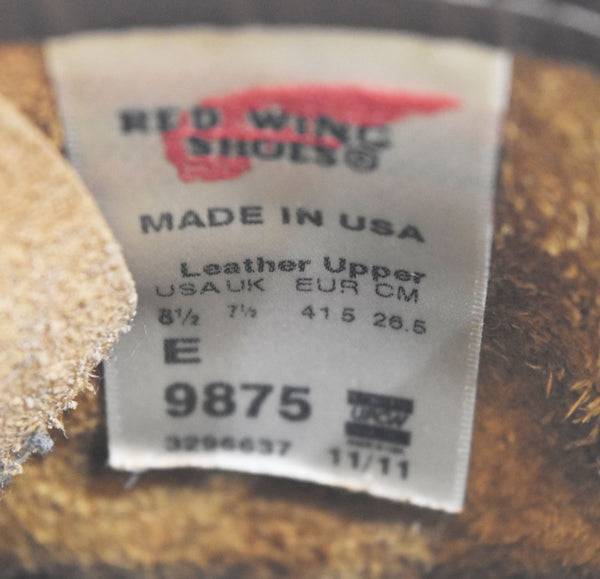 RED WING
SHOES®
MADE IN USA
Leather Upper
USA UK EUR CM
8½ 7½ 41.5 26.5
E
9875
UFCW
3296637 11/11